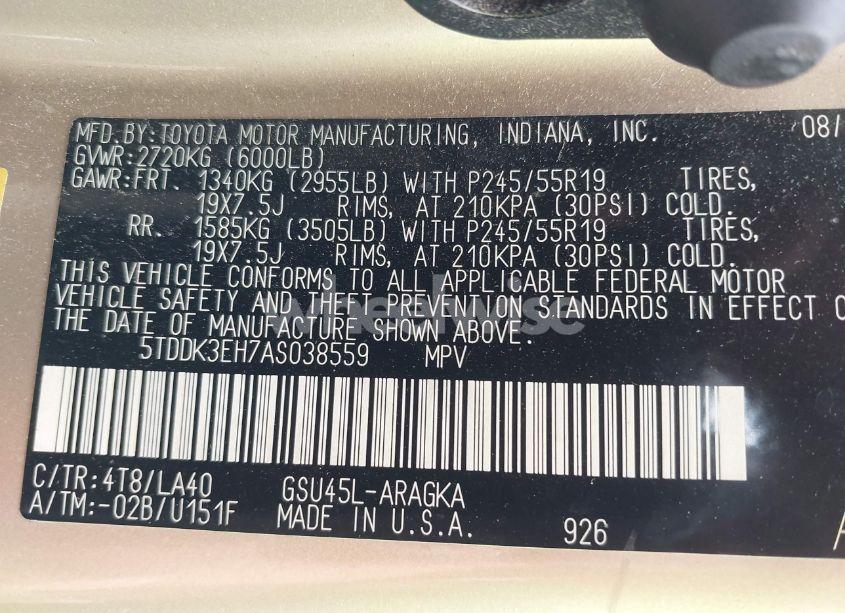 MFD.BY:TOYOTA MOTOR MANUFACTURING, INDIANA, INC. 08/
GVWR:2720KG (6000LB)
GAWR:FRT. 1340KG (2955LB) WITH P245/55R19 TIRES,
19X7.5J RIMS, AT 210KPA (30PSI) COLD.
RR. 1585KG (3505LB) WITH P245/55R19 TIRES,
19X7.5J RIMS, AT 210KPA (30PSI) COLD.
THIS VEHICLE CONFORMS TO ALL APPLICABLE FEDERAL MOTOR
VEHICLE SAFETY AND THEFT PREVENTION STANDARDS IN EFFECT O
THE DATE OF MANUFACTURE SHOWN ABOVE.
5TDDK3EH7AS038559 MPV
C/TR:4T8/LA40 GSU45L-ARAGKA
A/TM:-02B/U151F MADE IN U.S.A. 926 A